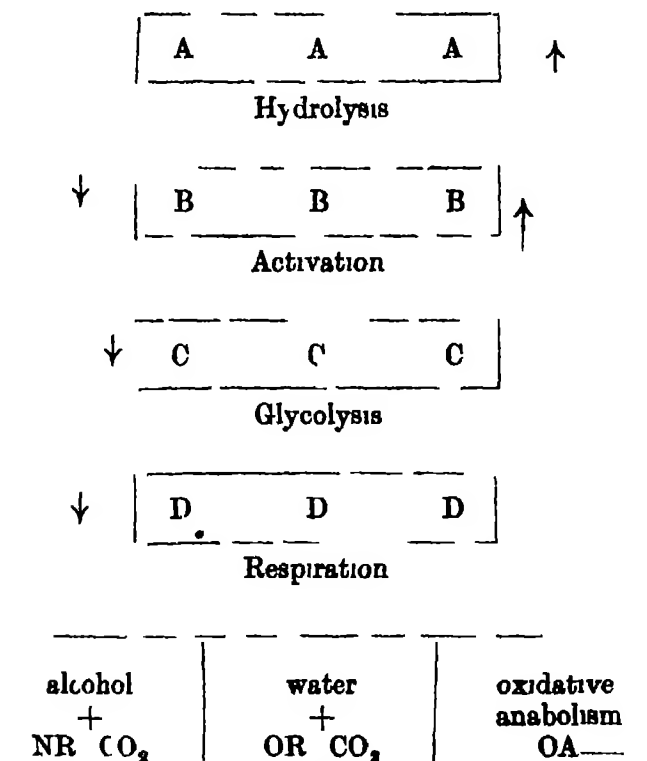 A A A
Hydrolysis
B B B
Activation
C C C
Glycolysis
D D D
Respiration
alcohol water oxidative
+ + anabolism
NR CO₂ OR CO₂ OA—